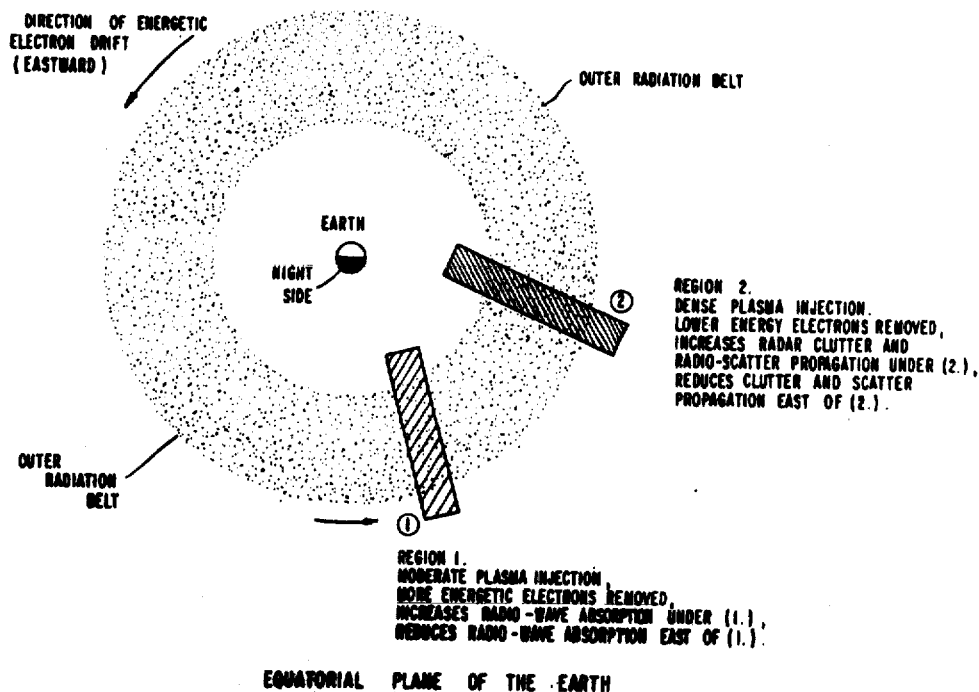 DIRECTION OF ENERGETIC
ELECTRON DRIFT
(EASTWARD)
OUTER RADIATION BELT
EARTH
NIGHT
SIDE
2
REGION 2.
DENSE PLASMA INJECTION.
LOWER ENERGY ELECTRONS REMOVED,
INCREASES RADAR CLUTTER AND
RADIO-SCATTER PROPAGATION UNDER (2.),
REDUCES CLUTTER AND SCATTER
PROPAGATION EAST OF (2.).
OUTER
RADIATION
BELT
1
REGION 1.
MODERATE PLASMA INJECTION,
MORE ENERGETIC ELECTRONS REMOVED,
INCREASES RADIO-WAVE ABSORPTION UNDER (1.),
REDUCES RADIO-WAVE ABSORPTION EAST OF (1.).
EQUATORIAL PLANE OF THE EARTH